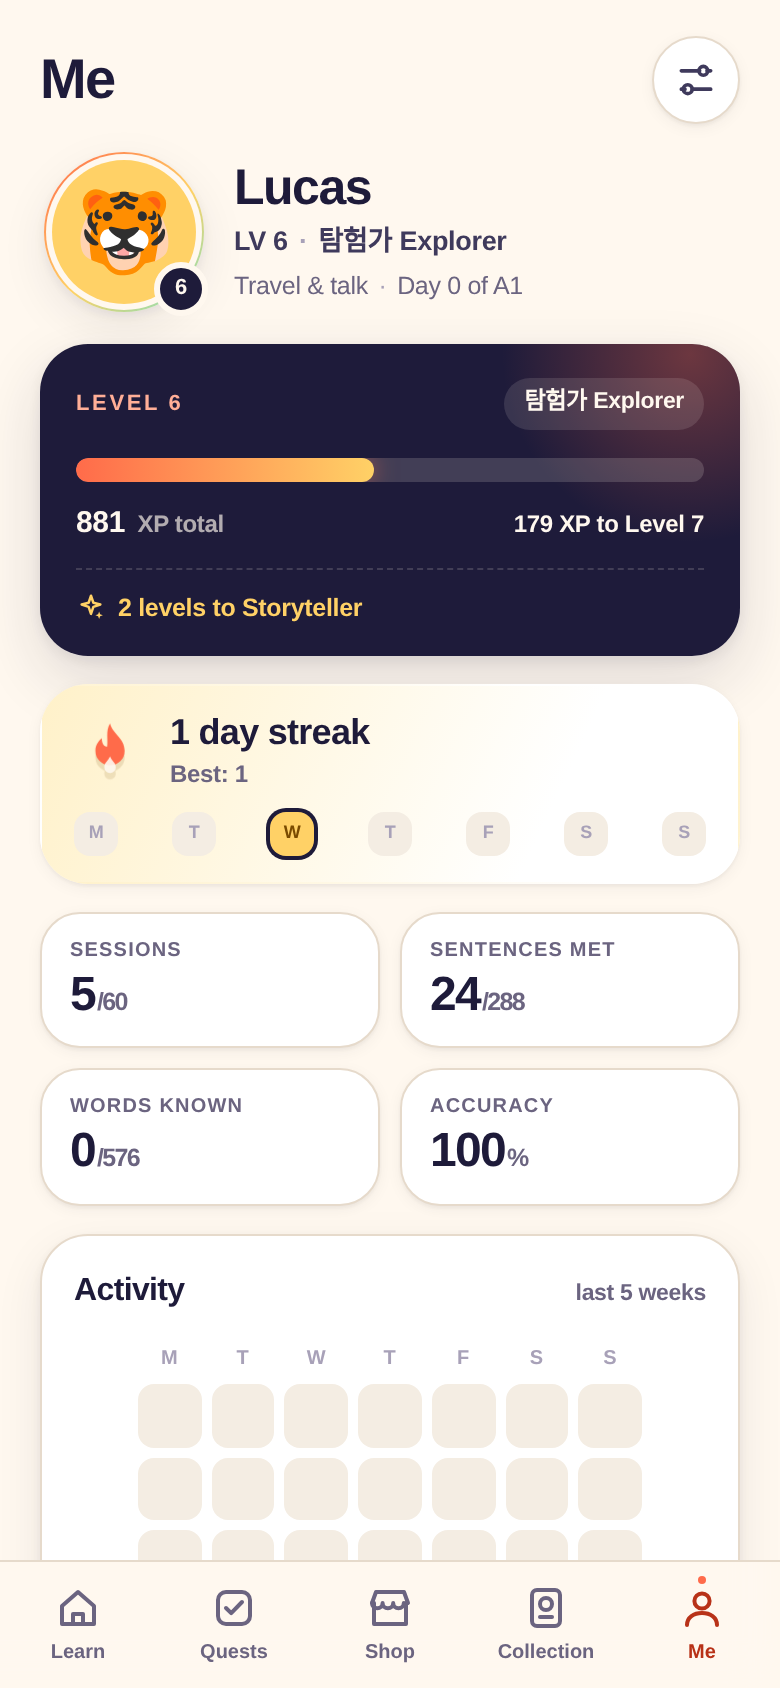 Me
Lucas
LV 6 · 탐험가 Explorer
Travel & talk · Day 0 of A1
6
LEVEL 6
탐험가 Explorer
881 XP total
179 XP to Level 7
2 levels to Storyteller
1 day streak
Best: 1
M T W T F S S
SESSIONS
5/60
SENTENCES MET
24/288
WORDS KNOWN
0/576
ACCURACY
100%
Activity
last 5 weeks
M T W T F S S
Learn
Quests
Shop
Collection
Me